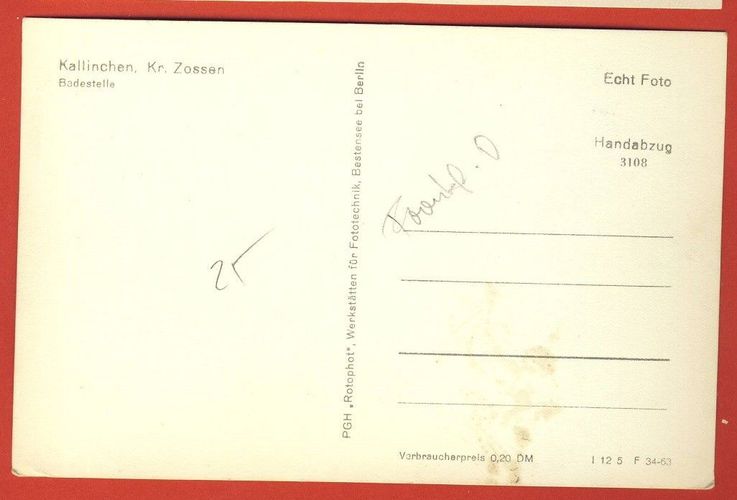 Kallinchen, Kr. Zossen
Badestelle
25
PGH „Rotophot", Werkstätten für Fototechnik, Bestensee bei Berlin
Echt Foto
Handabzug
3108
Verbraucherpreis 0,20 DM
I 12 5 F 34-63